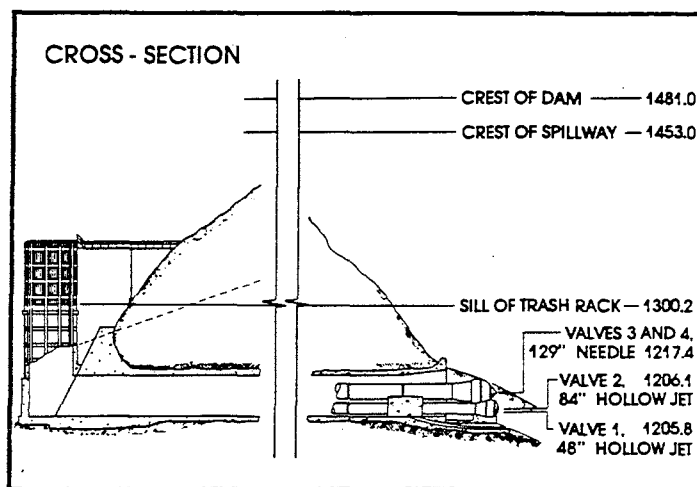 CROSS - SECTION
CREST OF DAM — 1481.0
CREST OF SPILLWAY — 1453.0
SILL OF TRASH RACK — 1300.2
VALVES 3 AND 4,
129" NEEDLE 1217.4
VALVE 2, 1206.1
84" HOLLOW JET
VALVE 1, 1205.8
48" HOLLOW JET